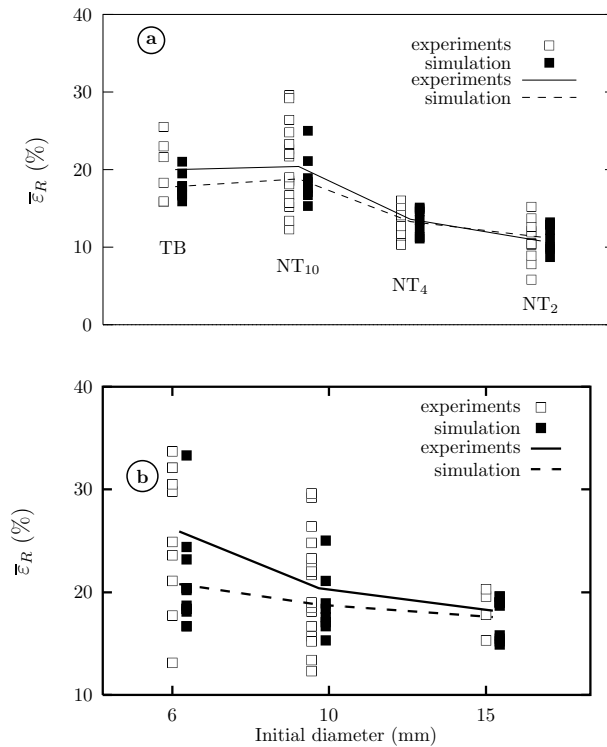 40
a
experiments
simulation
experiments
simulation
30
ε̅_R (%)
20
TB
NT₁₀
NT₄
NT₂
10
0
40
experiments
simulation
experiments
simulation
b
30
ε̅_R (%)
20
10
6
10
15
Initial diameter (mm)